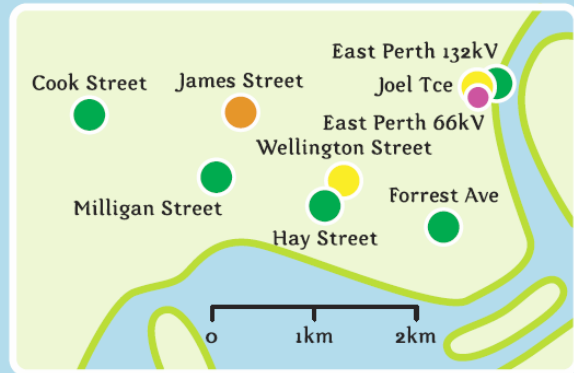 East Perth 132kV
Cook Street
James Street
Joel Tce
East Perth 66kV
Wellington Street
Milligan Street
Forrest Ave
Hay Street
0 1km 2km